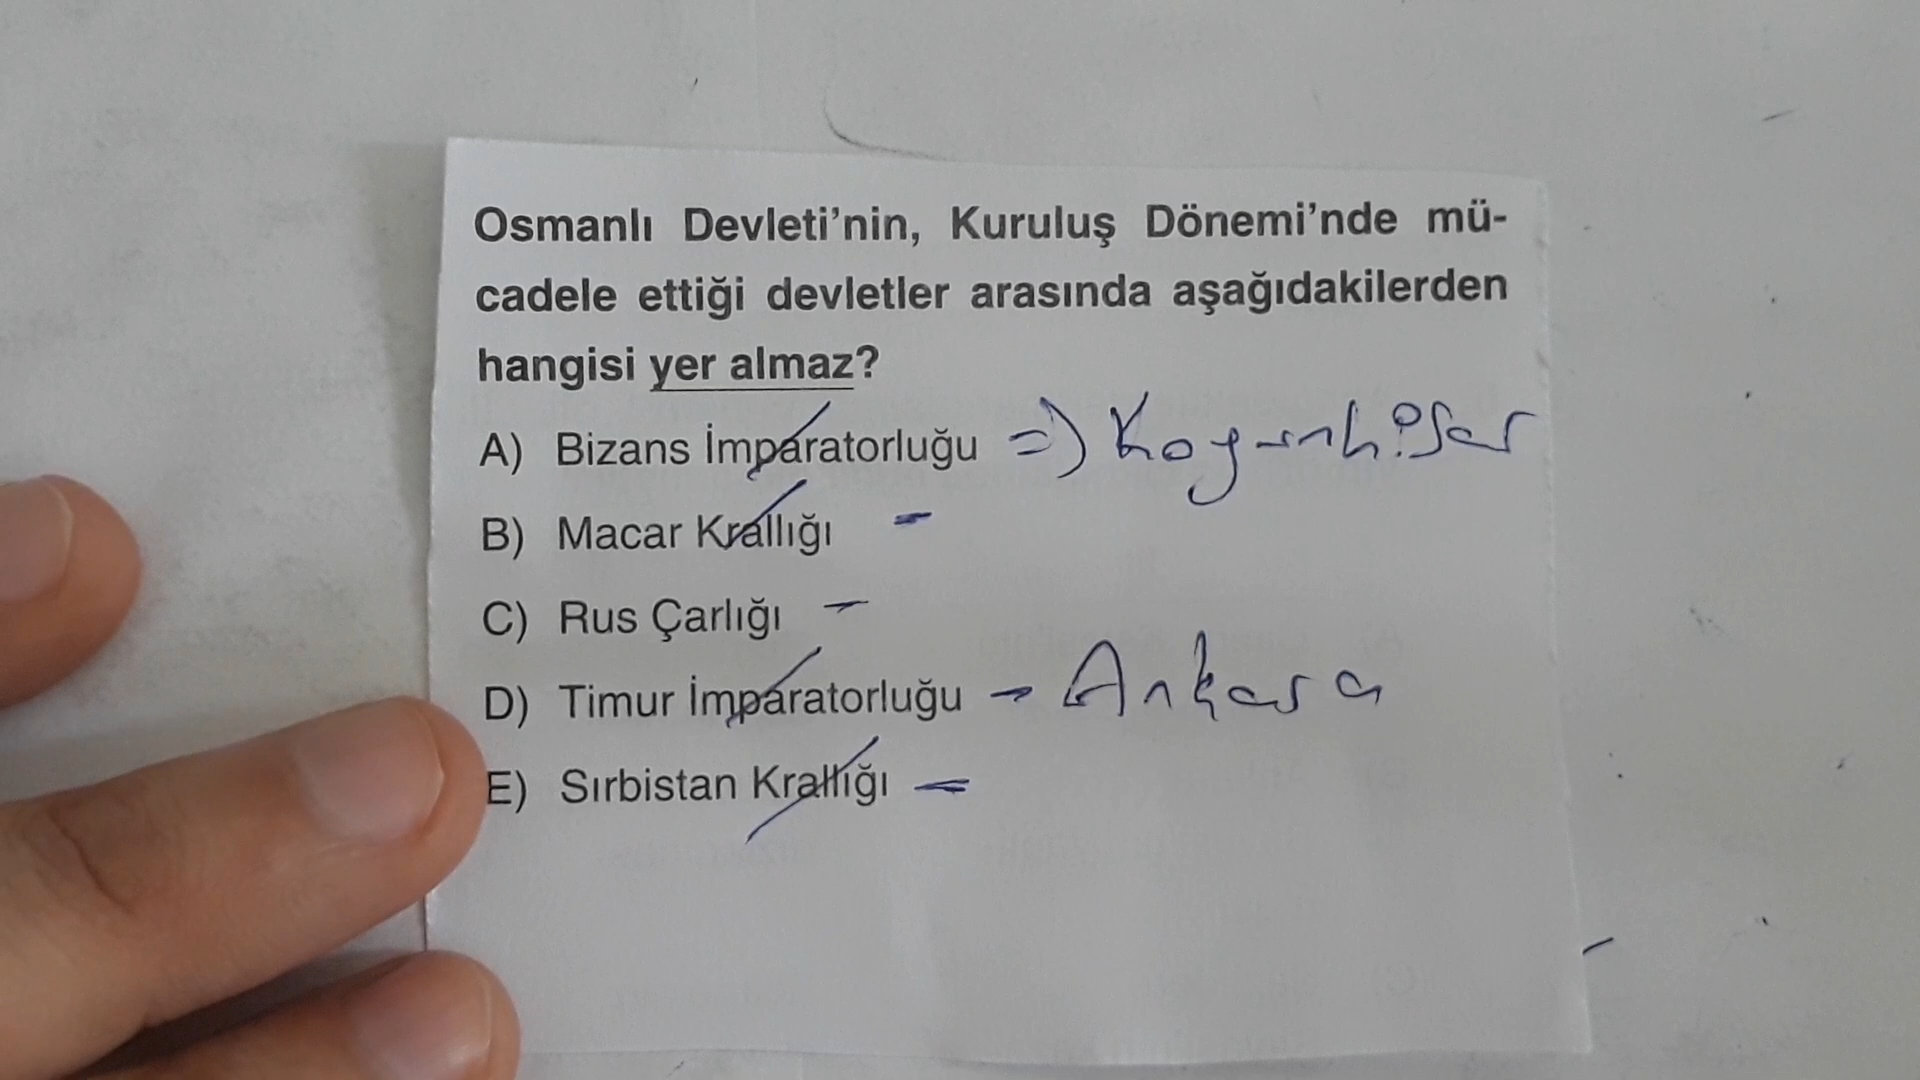 Osmanlı Devleti'nin, Kuruluş Dönemi'nde mü-
cadele ettiği devletler arasında aşağıdakilerden
hangisi yer almaz?
A) Bizans İmparatorluğu => Koyunhisar
B) Macar Krallığı -
C) Rus Çarlığı -
D) Timur İmparatorluğu - Ankara
E) Sırbistan Krallığı -